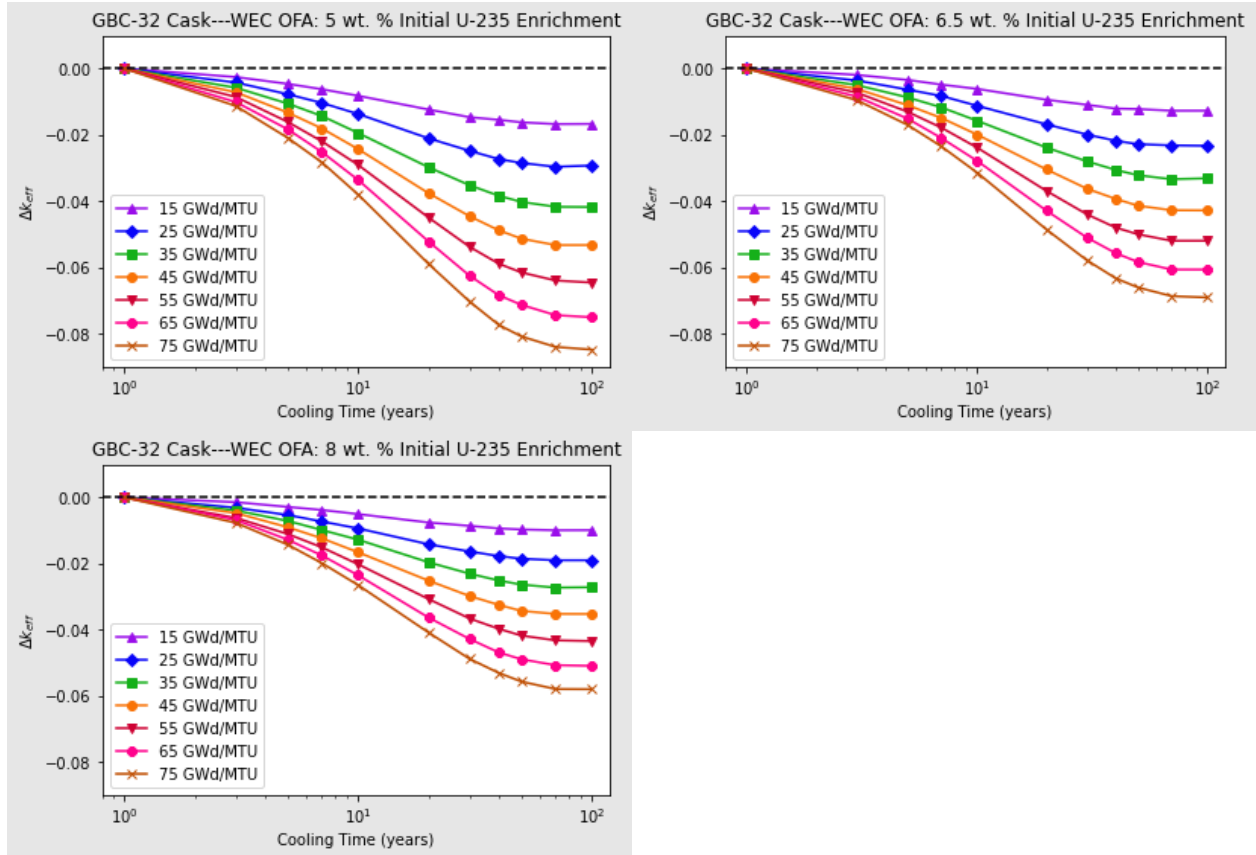 GBC-32 Cask---WEC OFA: 5 wt. % Initial U-235 Enrichment
0.00
−0.02
−0.04
−0.06
−0.08
Δk_eff
15 GWd/MTU
25 GWd/MTU
35 GWd/MTU
45 GWd/MTU
55 GWd/MTU
65 GWd/MTU
75 GWd/MTU
10⁰
10¹
10²
Cooling Time (years)
GBC-32 Cask---WEC OFA: 6.5 wt. % Initial U-235 Enrichment
0.00
−0.02
−0.04
−0.06
−0.08
Δk_eff
15 GWd/MTU
25 GWd/MTU
35 GWd/MTU
45 GWd/MTU
55 GWd/MTU
65 GWd/MTU
75 GWd/MTU
10⁰
10¹
10²
Cooling Time (years)
GBC-32 Cask---WEC OFA: 8 wt. % Initial U-235 Enrichment
0.00
−0.02
−0.04
−0.06
−0.08
Δk_eff
15 GWd/MTU
25 GWd/MTU
35 GWd/MTU
45 GWd/MTU
55 GWd/MTU
65 GWd/MTU
75 GWd/MTU
10⁰
10¹
10²
Cooling Time (years)